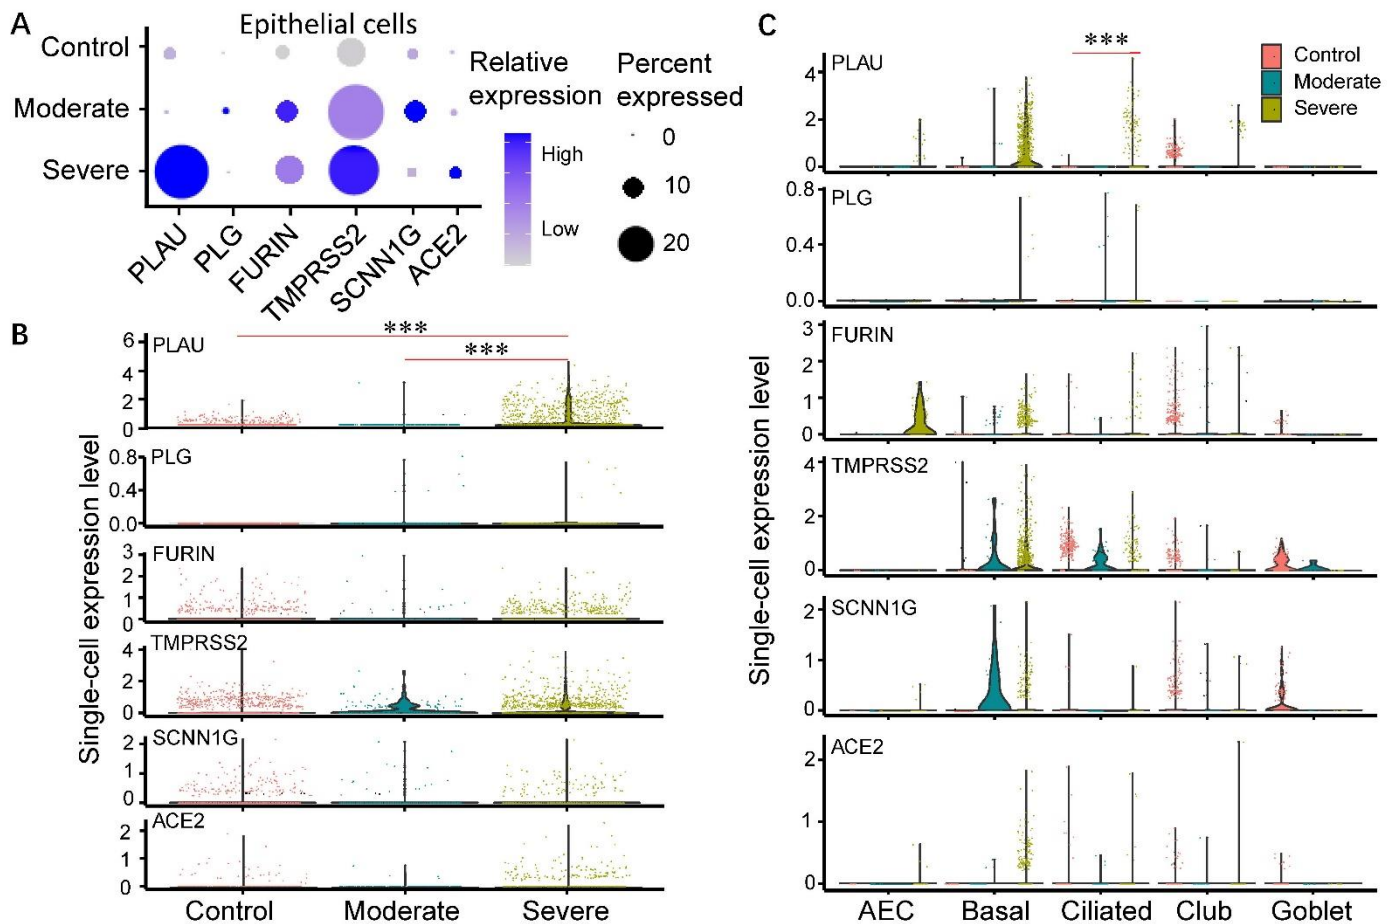 A
Epithelial cells
Control
Moderate
Severe
PLAU
PLG
FURIN
TMPRSS2
SCNN1G
ACE2
Relative
expression
High
Low
Percent
expressed
0
10
20
B
Single-cell expression level
***
***
PLAU
6
4
2
0
PLG
0.8
0.4
0.0
FURIN
3
2
1
0
TMPRSS2
4
2
0
SCNN1G
2
1
0
ACE2
2
1
0
Control Moderate Severe
C
Control
Moderate
Severe
Single-cell expression level
***
PLAU
4
2
0
PLG
0.8
0.4
0.0
FURIN
3
2
1
0
TMPRSS2
4
2
0
SCNN1G
2
1
0
ACE2
2
1
0
AEC Basal Ciliated Club Goblet